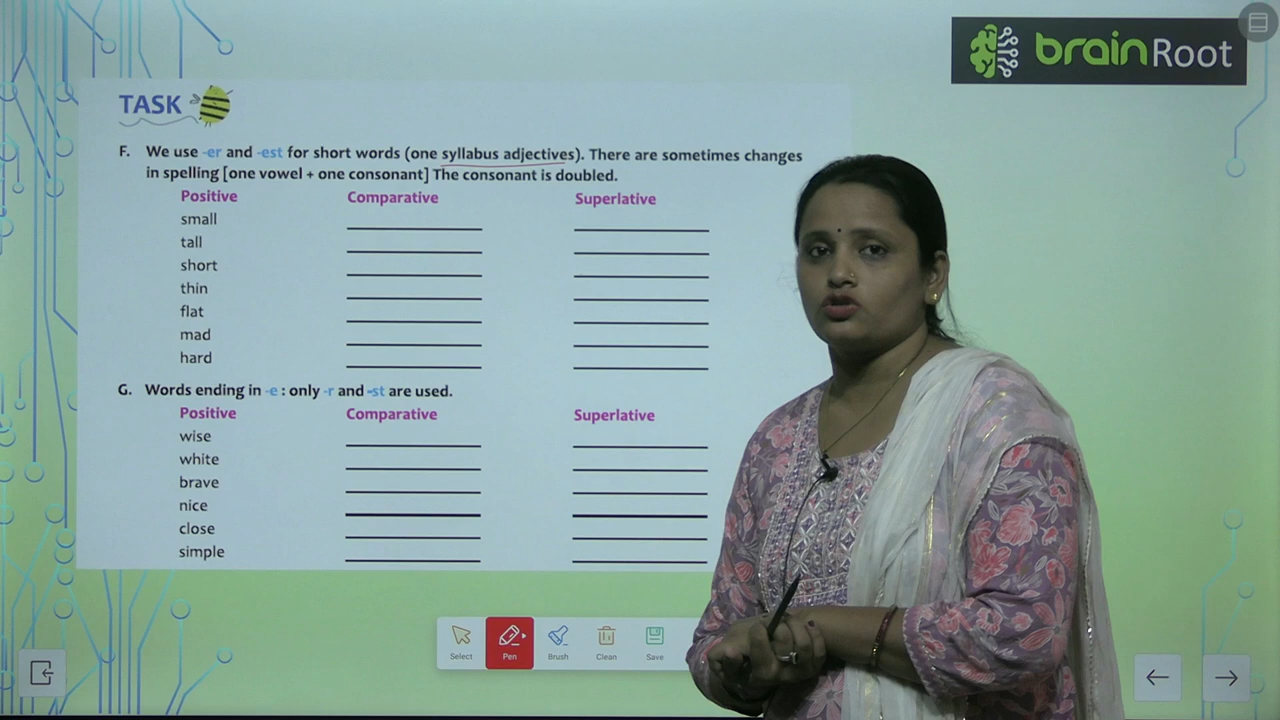 brainRoot
TASK
F. We use -er and -est for short words (one syllabus adjectives). There are sometimes changes
in spelling [one vowel + one consonant] The consonant is doubled.
Positive Comparative Superlative
small
tall
short
thin
flat
mad
hard
G. Words ending in -e : only -r and -st are used.
Positive Comparative Superlative
wise
white
brave
nice
close
simple
Select Pen Brush Clean Save